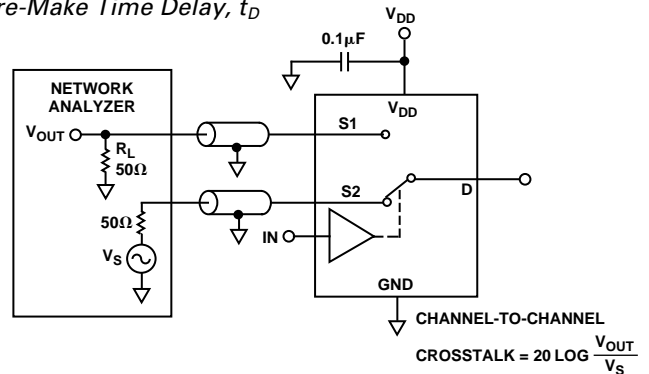 re-Make Time Delay, tD
VDD
0.1µF
NETWORK
ANALYZER
VDD
VOUT
S1
RL
50Ω
S2
D
50Ω
IN
VS
GND
CHANNEL-TO-CHANNEL
CROSSTALK = 20 LOG VOUT
VS